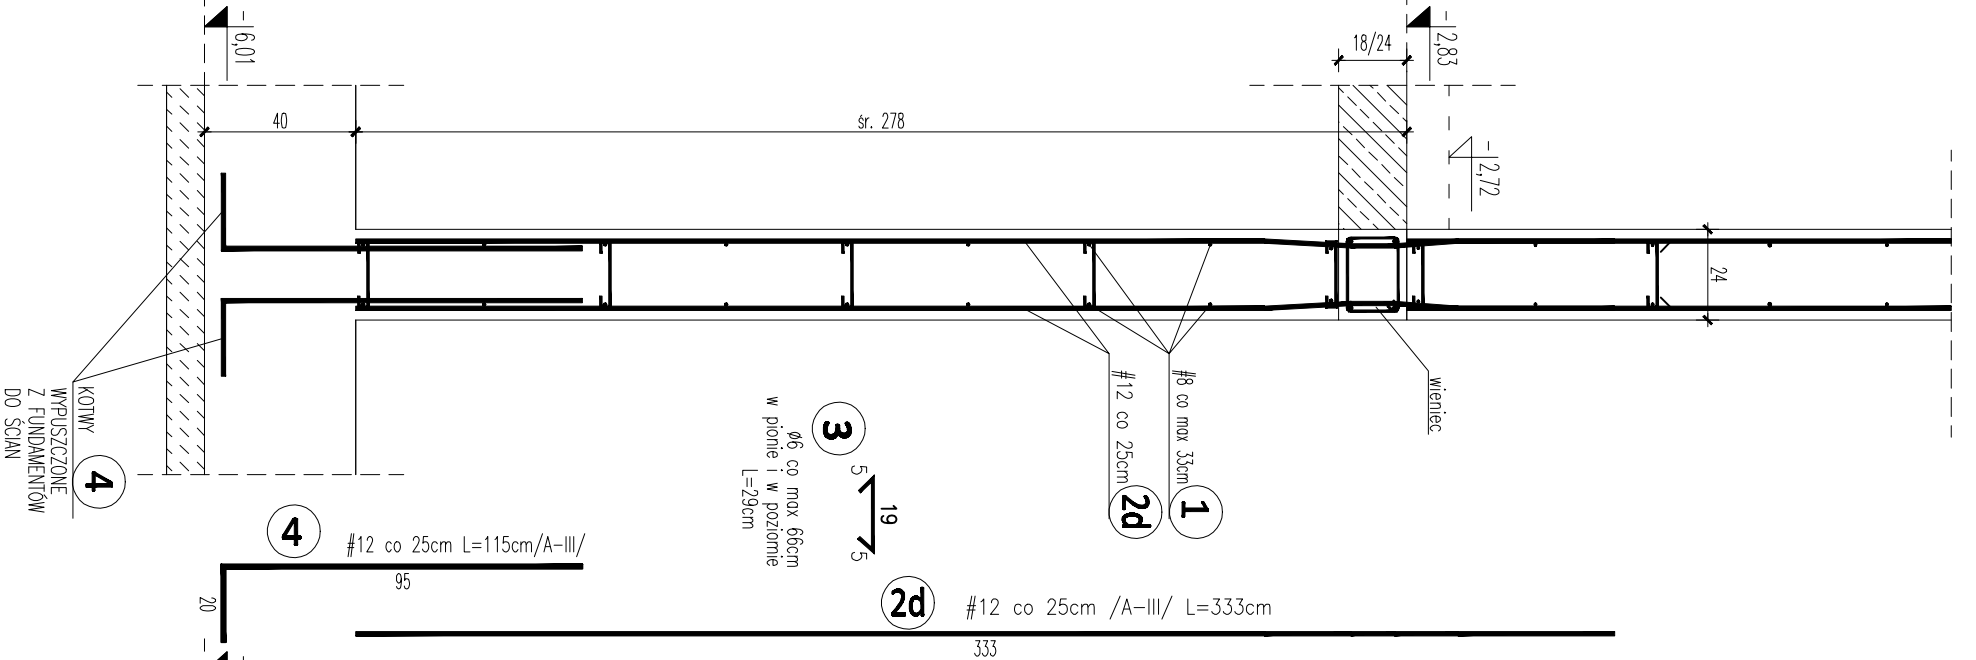 -6,01
40
śr. 278
18/24
-2,83
-2,72
24
wieniec
#8 co max 33cm
1
#12 co 25cm
2d
3
ø6 co max 66cm
w pionie i w poziomie
L=29cm
5
19
5
KOTWY
WYPUSZCZONE
Z FUNDAMENTÓW
DO ŚCIAN
4
4
#12 co 25cm L=115cm/A-III/
95
20
2d
#12 co 25cm /A-III/ L=333cm
333